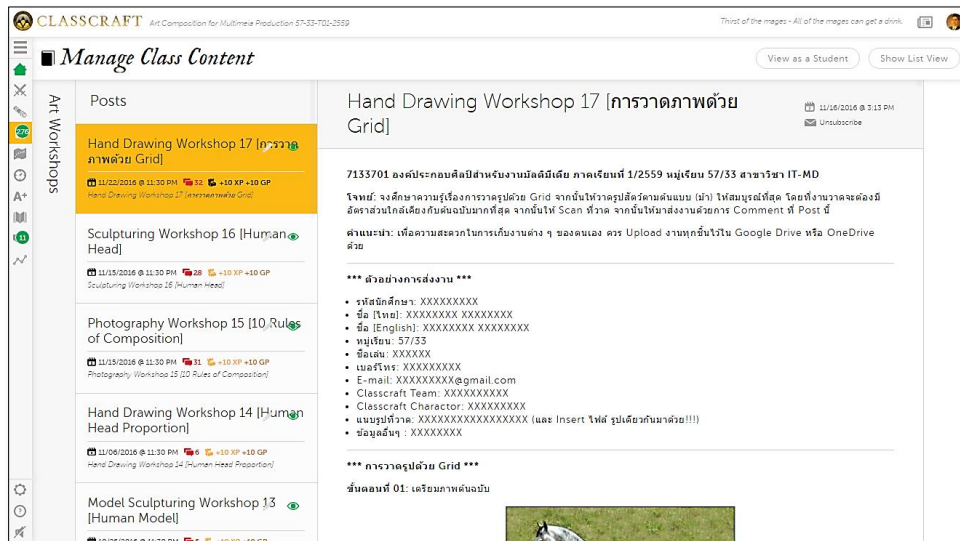 CLASSCRAFT Art Composition for Multimeia Production 57-33-T01-2559
Thirst of the mages - All of the mages can get a drink.
Manage Class Content
View as a Student
Show List View
276
A+
11
Art Workshops
Posts
Hand Drawing Workshop 17 [การวาดภาพด้วย Grid]
11/22/2016 @ 11:30 PM 32 +10 XP +10 GP
Hand Drawing Workshop 17 [การวาดภาพด้วย Grid]
Sculpturing Workshop 16 [Human
Head]
11/15/2016 @ 11:30 PM 28 +10 XP +10 GP
Sculpturing Workshop 16 [Human Head]
Photography Workshop 15 [10 Rules
of Composition]
11/15/2016 @ 11:30 PM 31 +10 XP +10 GP
Photography Workshop 15 [10 Rules of Composition]
Hand Drawing Workshop 14 [Human
Head Proportion]
11/06/2016 @ 11:30 PM 6 +10 XP +10 GP
Hand Drawing Workshop 14 [Human Head Proportion]
Model Sculpturing Workshop 13
[Human Model]
Hand Drawing Workshop 17 [การวาดภาพด้วย
Grid]
11/16/2016 @ 3:13 PM
Unsubscribe
7133701 องค์ประกอบศิลป์สำหรับงานมัลติมีเดีย ภาคเรียนที่ 1/2559 หมู่เรียน 57/33 สาขาวิชา IT-MD
โจทย์: จงศึกษาความรู้เรื่องการวาดรูปด้วย Grid จากนั้นให้วาดรูปสัตว์ตามต้นแบบ (ม้า) ให้สมบูรณ์ที่สุด โดยที่งานวาดจะต้องมี
อัตราส่วนใกล้เคียงกับต้นฉบับมากที่สุด จากนั้นให้ Scan ที่วาด จากนั้นให้มาส่งงานด้วยการ Comment ที่ Post นี้
คำแนะนำ: เพื่อความสะดวกในการเก็บงานต่าง ๆ ของตนเอง ควร Upload งานทุกชิ้นไว้ใน Google Drive หรือ OneDrive
ด้วย
*** ตัวอย่างการส่งงาน ***
• รหัสนักศึกษา: XXXXXXXXX
• ชื่อ [ไทย]: XXXXXXXX XXXXXXXX
• ชื่อ [English]: XXXXXXXX XXXXXXXX
• หมู่เรียน: 57/33
• ชื่อเล่น: XXXXXX
• เบอร์โทร: XXXXXXXXX
• E-mail: XXXXXXXXX@gmail.com
• Classcraft Team: XXXXXXXXXX
• Classcraft Charactor: XXXXXXXXX
• แนบรูปที่วาด: XXXXXXXXXXXXXXXXX (และ Insert ไฟล์ รูปเดียวกันมาด้วย!!!)
• ข้อมูลอื่นๆ : XXXXXXXX
*** การวาดรูปด้วย Grid ***
ขั้นตอนที่ 01: เตรียมภาพต้นฉบับ